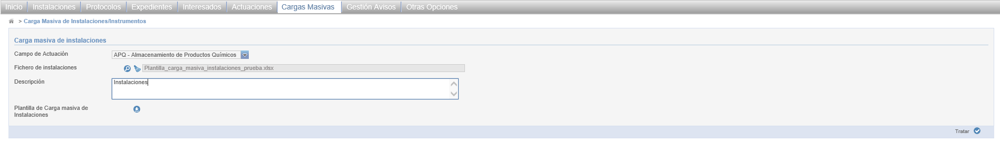 Inicio Instalaciones Protocolos Expedientes Interesados Actuaciones Cargas Masivas Gestión Avisos Otras Opciones
> Carga Masiva de Instalaciones/Instrumentos
Carga masiva de instalaciones
Campo de Actuación APQ - Almacenamiento de Productos Químicos
Fichero de instalaciones Plantilla_carga_masiva_instalaciones_prueba.xlsx
Descripción Instalaciones
Plantilla de Carga masiva de
Instalaciones
Tratar